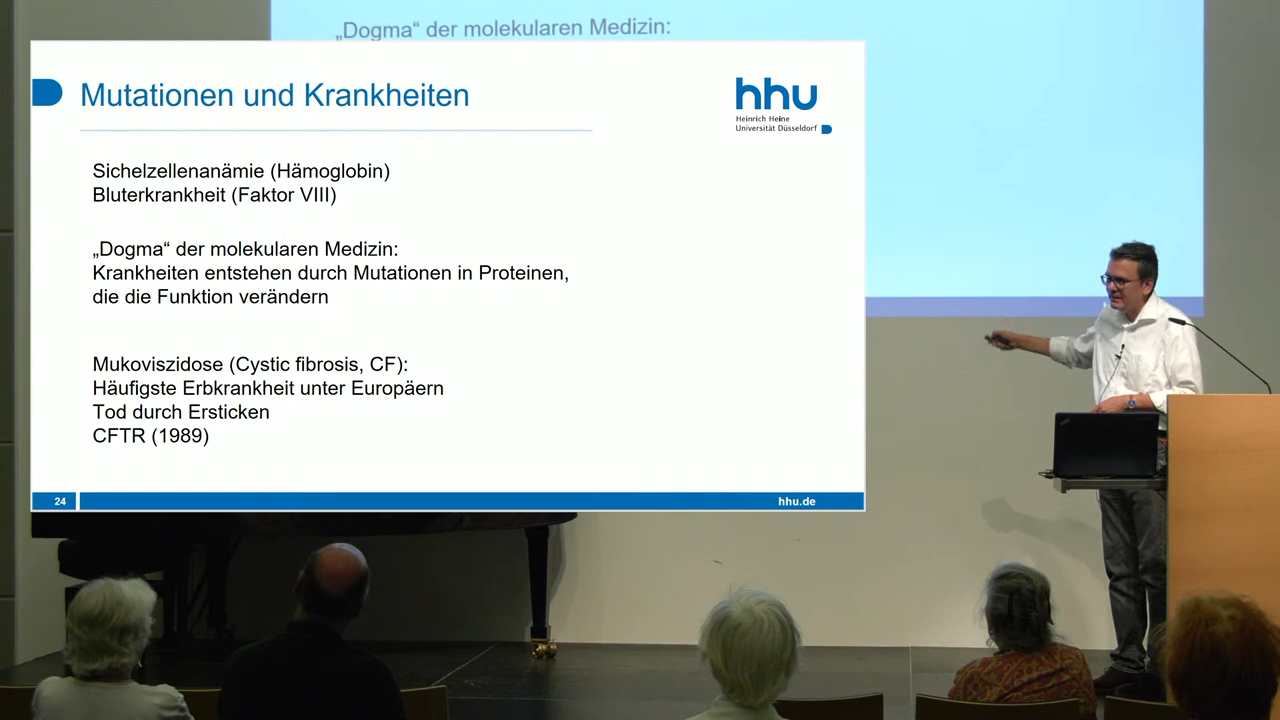 „Dogma“ der molekularen Medizin:
Mutationen und Krankheiten
hhu
Heinrich Heine
Universität Düsseldorf
Sichelzellenanämie (Hämoglobin)
Bluterkrankheit (Faktor VIII)
„Dogma“ der molekularen Medizin:
Krankheiten entstehen durch Mutationen in Proteinen,
die die Funktion verändern
Mukoviszidose (Cystic fibrosis, CF):
Häufigste Erbkrankheit unter Europäern
Tod durch Ersticken
CFTR (1989)
24
hhu.de